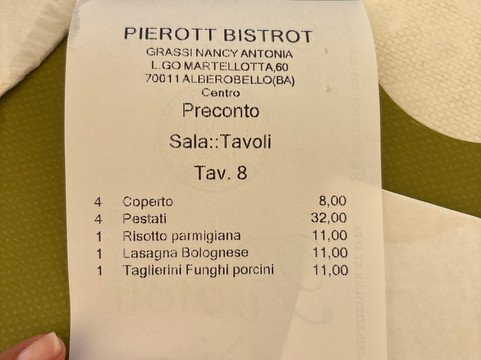 PIEROTT BISTROT
GRASSI NANCY ANTONIA
L.GO MARTELLOTTA,60
70011 ALBEROBELLO(BA)
Centro
Preconto
Sala::Tavoli
Tav. 8
4 Coperto 8,00
4 Pestati 32,00
1 Risotto parmigiana 11,00
1 Lasagna Bolognese 11,00
1 Taglierini Funghi porcini 11,00